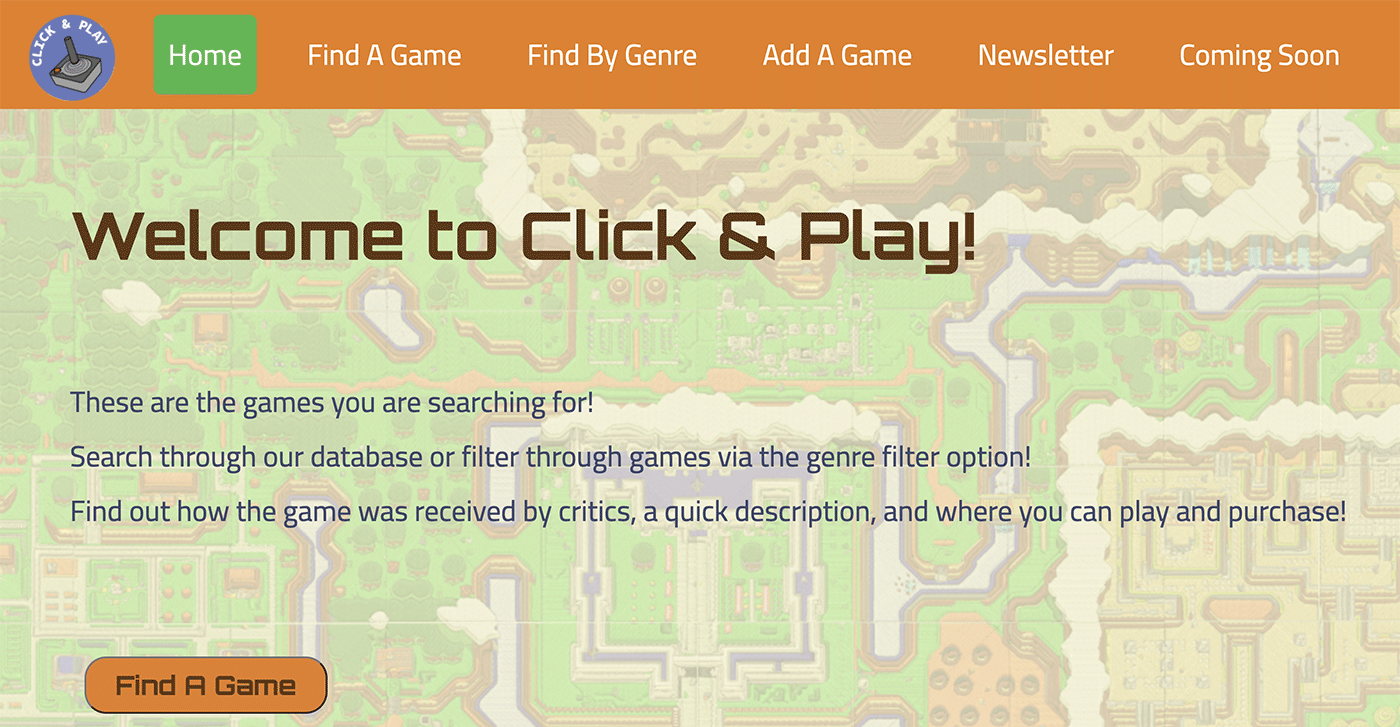 CLICK & PLAY
Home
Find A Game
Find By Genre
Add A Game
Newsletter
Coming Soon
Welcome to Click & Play!
These are the games you are searching for!
Search through our database or filter through games via the genre filter option!
Find out how the game was received by critics, a quick description, and where you can play and purchase!
Find A Game